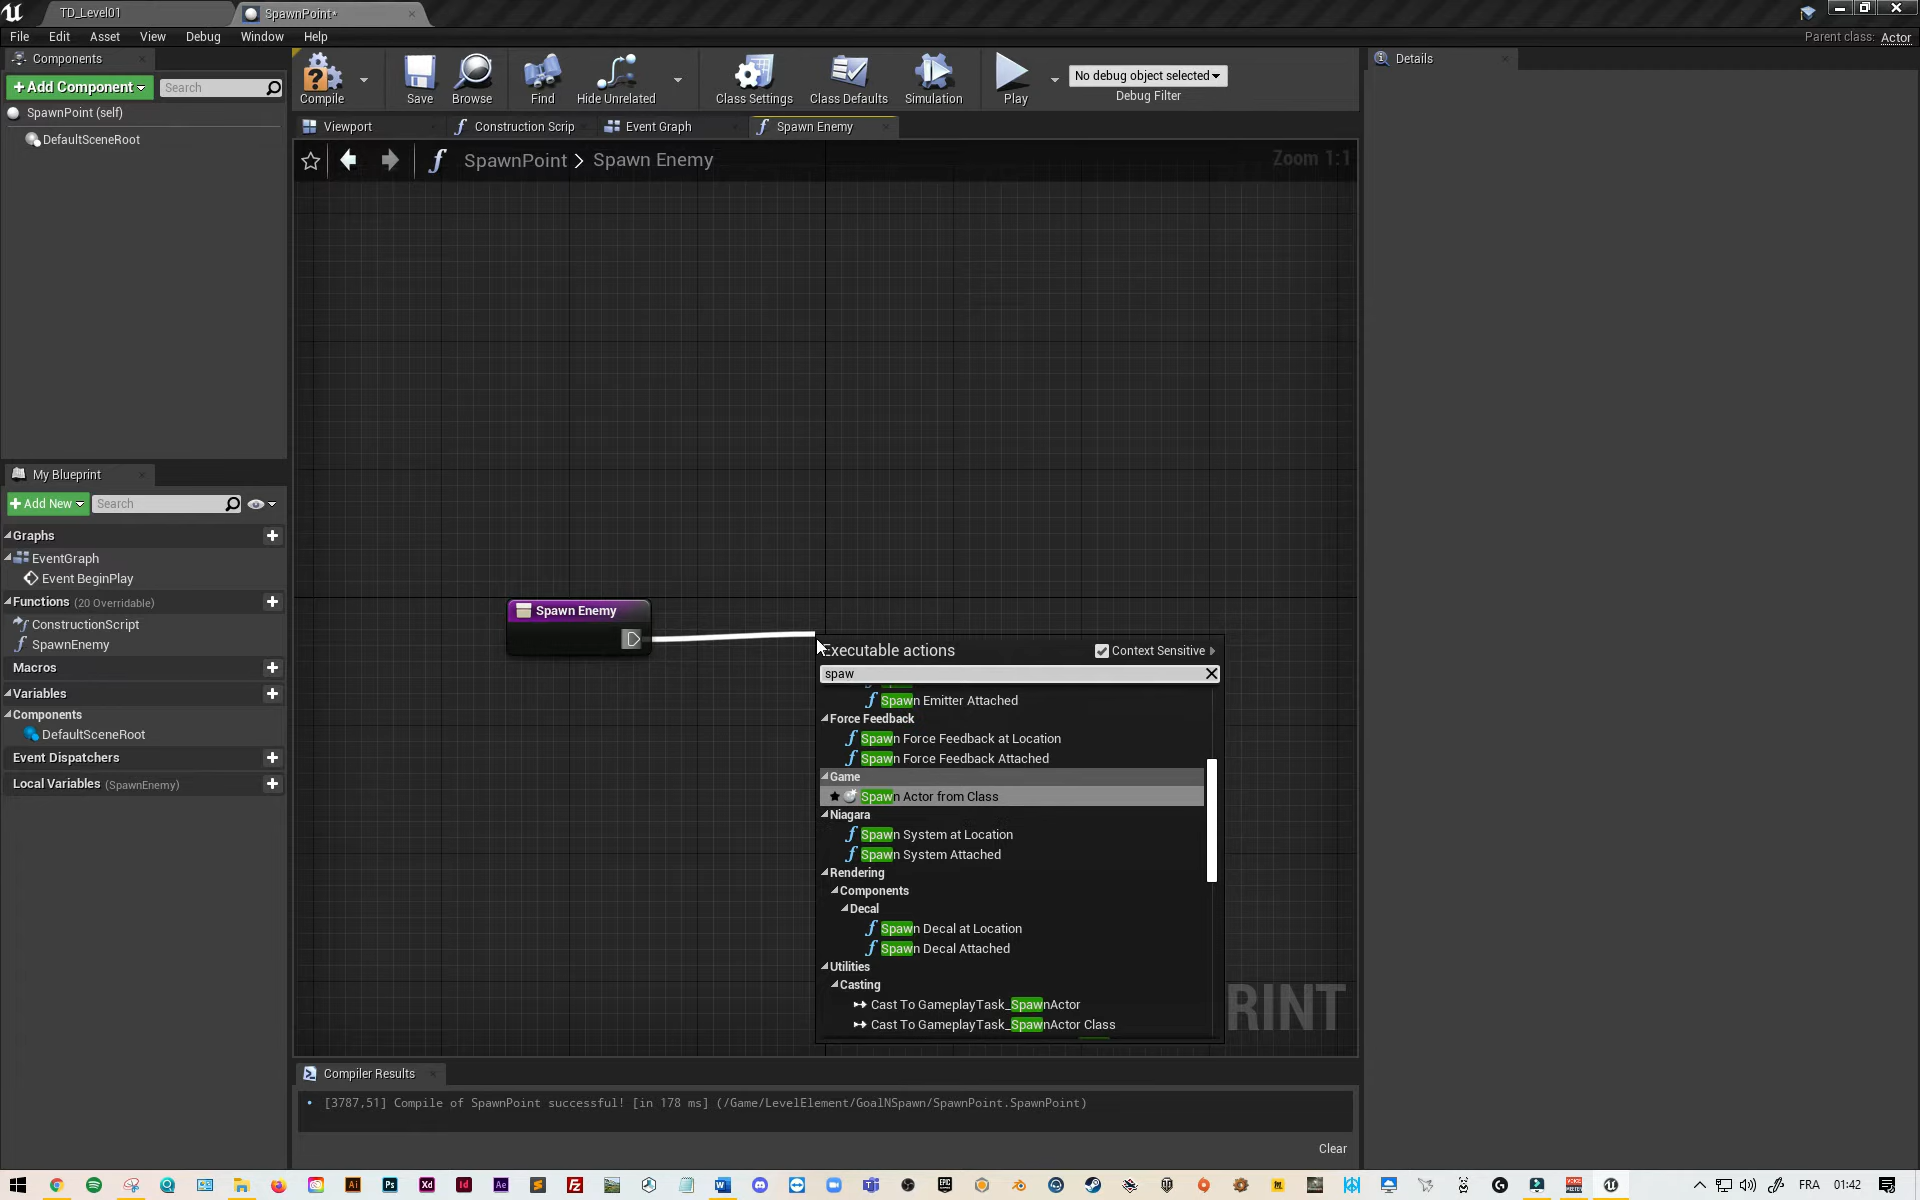 TD_Level01
SpawnPoint*
File Edit Asset View Debug Window Help
Parent class: Actor
Components
+Add Component
Search
SpawnPoint (self)
DefaultSceneRoot
Compile Save Browse Find Hide Unrelated Class Settings Class Defaults Simulation Play
No debug object selected
Debug Filter
Details
Viewport
Construction Scrip
Event Graph
Spawn Enemy
SpawnPoint > Spawn Enemy
Zoom 1:1
My Blueprint
+Add New
Search
Graphs
EventGraph
Event BeginPlay
Functions (20 Overridable)
ConstructionScript
SpawnEnemy
Macros
Variables
Components
DefaultSceneRoot
Event Dispatchers
Local Variables (SpawnEnemy)
Spawn Enemy
Executable actions
Context Sensitive
spaw
Spawn Emitter Attached
Force Feedback
Spawn Force Feedback at Location
Spawn Force Feedback Attached
Game
Spawn Actor from Class
Niagara
Spawn System at Location
Spawn System Attached
Rendering
Components
Decal
Spawn Decal at Location
Spawn Decal Attached
Utilities
Casting
Cast To GameplayTask_SpawnActor
Cast To GameplayTask_SpawnActor Class
RINT
Compiler Results
[3787,51] Compile of SpawnPoint successful! [in 178 ms] (/Game/LevelElement/GoalNSpawn/SpawnPoint.SpawnPoint)
Clear
FRA 01:42